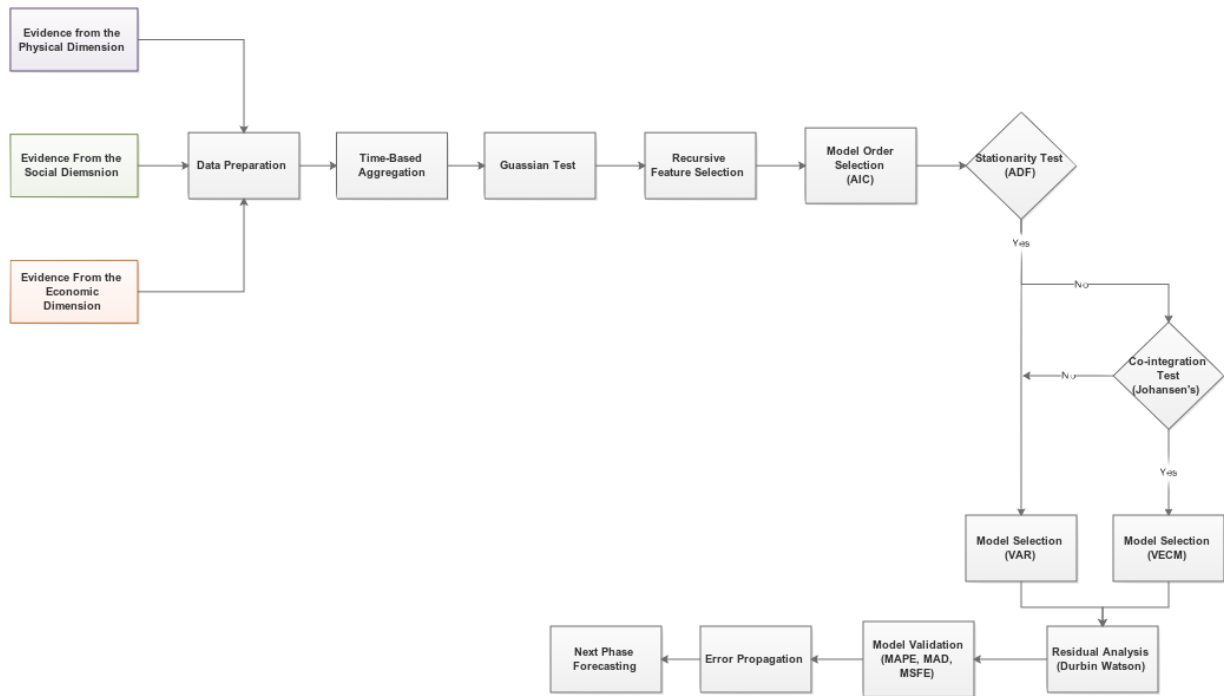 Evidence from the
Physical Dimension
Evidence From the
Social Diemsnion
Evidence From the
Economic
Dimension
Data Preparation
Time-Based
Aggregation
Guassian Test
Recursive
Feature Selection
Model Order
Selection
(AIC)
Stationarity Test
(ADF)
Yes
No
Co-integration
Test
(Johansen's)
No
Yes
Model Selection
(VAR)
Model Selection
(VECM)
Residual Analysis
(Durbin Watson)
Model Validation
(MAPE, MAD,
MSFE)
Error Propagation
Next Phase
Forecasting